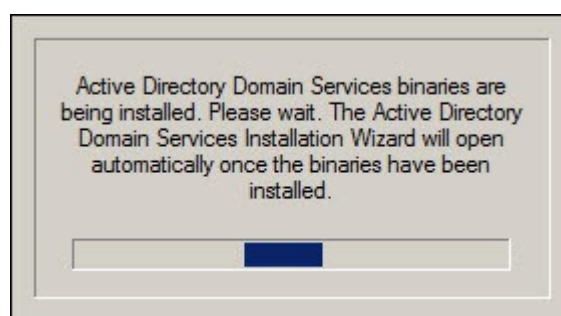 Active Directory Domain Services binaries are
being installed. Please wait. The Active Directory
Domain Services Installation Wizard will open
automatically once the binaries have been
installed.